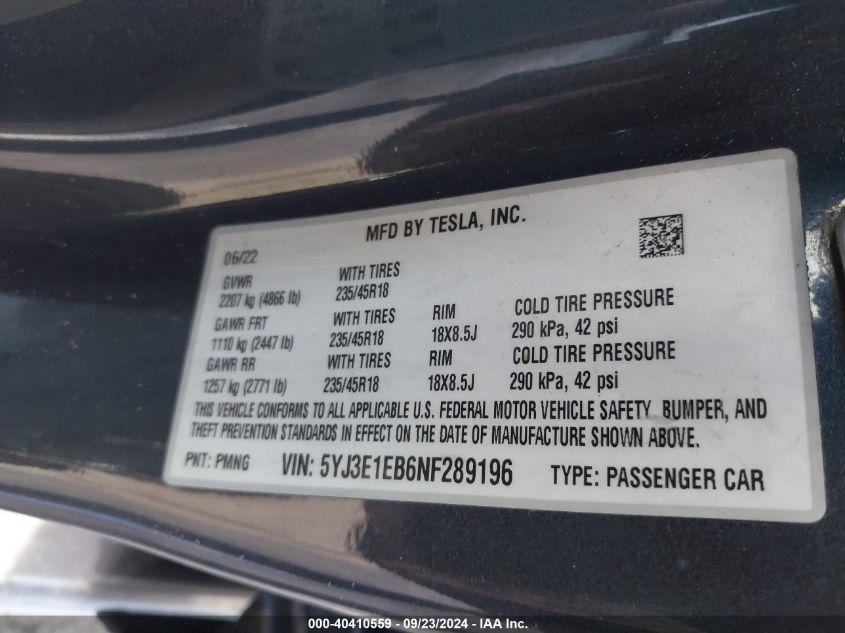 MFD BY TESLA, INC.
06/22
GVWR WITH TIRES
2207 kg (4866 lb) 235/45R18
GAWR FRT WITH TIRES RIM COLD TIRE PRESSURE
1110 kg (2447 lb) 235/45R18 18X8.5J 290 kPa, 42 psi
GAWR RR WITH TIRES RIM COLD TIRE PRESSURE
1257 kg (2771 lb) 235/45R18 18X8.5J 290 kPa, 42 psi
THIS VEHICLE CONFORMS TO ALL APPLICABLE U.S. FEDERAL MOTOR VEHICLE SAFETY, BUMPER, AND
THEFT PREVENTION STANDARDS IN EFFECT ON THE DATE OF MANUFACTURE SHOWN ABOVE.
PNT: PMNG VIN: 5YJ3E1EB6NF289196 TYPE: PASSENGER CAR
000-40410559 - 09/23/2024 - IAA Inc.